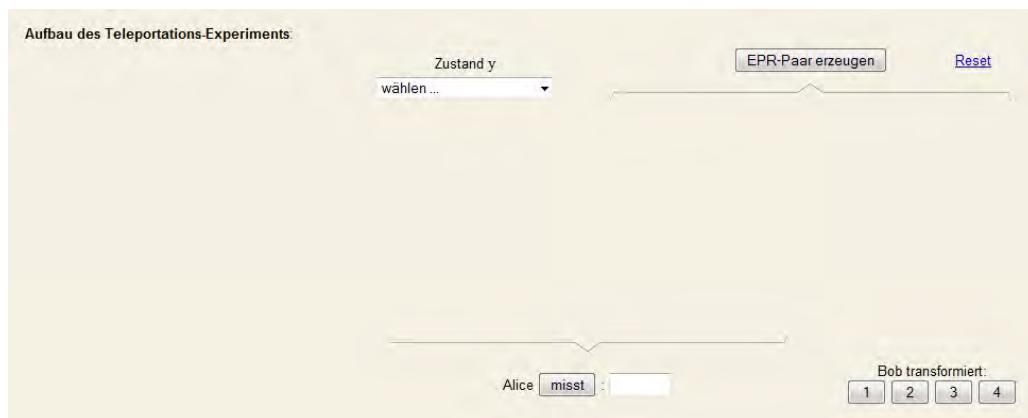 Aufbau des Teleportations-Experiments:
Zustand y
EPR-Paar erzeugen
Reset
wählen ...
Alice misst :
Bob transformiert:
1 2 3 4